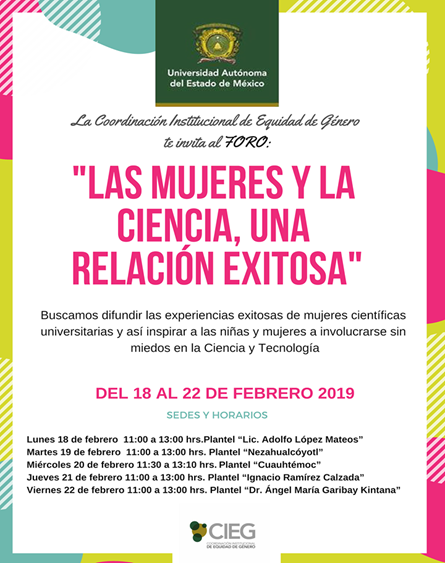 Universidad Autónoma
del Estado de México
La Coordinación Institucional de Equidad de Género
te invita al FORO:
"LAS MUJERES Y LA
CIENCIA, UNA
RELACIÓN EXITOSA"
Buscamos difundir las experiencias exitosas de mujeres científicas
universitarias y así inspirar a las niñas y mujeres a involucrarse sin
miedos en la Ciencia y Tecnología
DEL 18 AL 22 DE FEBRERO 2019
SEDES Y HORARIOS
Lunes 18 de febrero 11:00 a 13:00 hrs.Plantel “Lic. Adolfo López Mateos”
Martes 19 de febrero 11:00 a 13:00 hrs. Plantel “Nezahualcóyotl”
Miércoles 20 de febrero 11:30 a 13:10 hrs. Plantel “Cuauhtémoc”
Jueves 21 de febrero 11:00 a 13:00 hrs. Plantel “Ignacio Ramírez Calzada”
Viernes 22 de febrero 11:00 a 13:00 hrs. Plantel “Dr. Ángel María Garibay Kintana”
CIEG
COORDINACIÓN INSTITUCIONAL
DE EQUIDAD DE GÉNERO